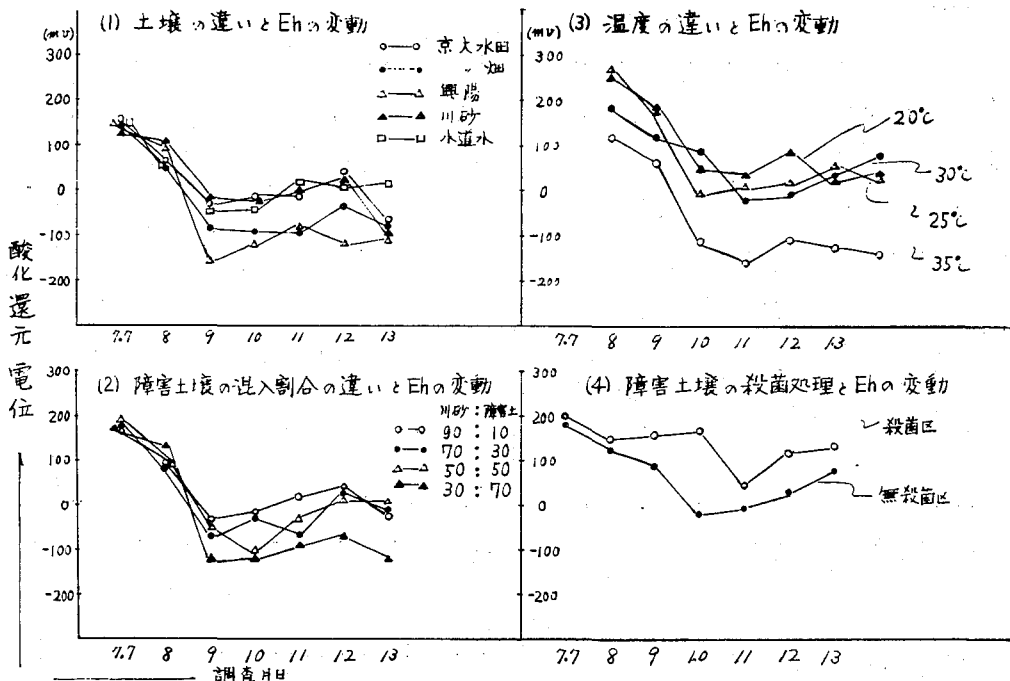 (1) 土壌の違いとEhの変動
(mv)
300
200
100
0
-100
-200
京大水田
〃 畑
興陽
川砂
水道水
7.7 8 9 10 11 12 13
(3) 温度の違いとEhの変動
(mv)
300
200
100
0
-100
-200
20℃
30℃
25℃
35℃
7.7 8 9 10 11 12 13
酸化還元電位
(2) 障害土壌の混入割合の違いとEhの変動
300
200
100
0
-100
-200
川砂:障害土
90:10
70:30
50:50
30:70
7.7 8 9 10 11 12 13
(4) 障害土壌の殺菌処理とEhの変動
300
200
100
0
-100
-200
殺菌区
無殺菌区
7.7 8 9 10 11 12 13
調査月日